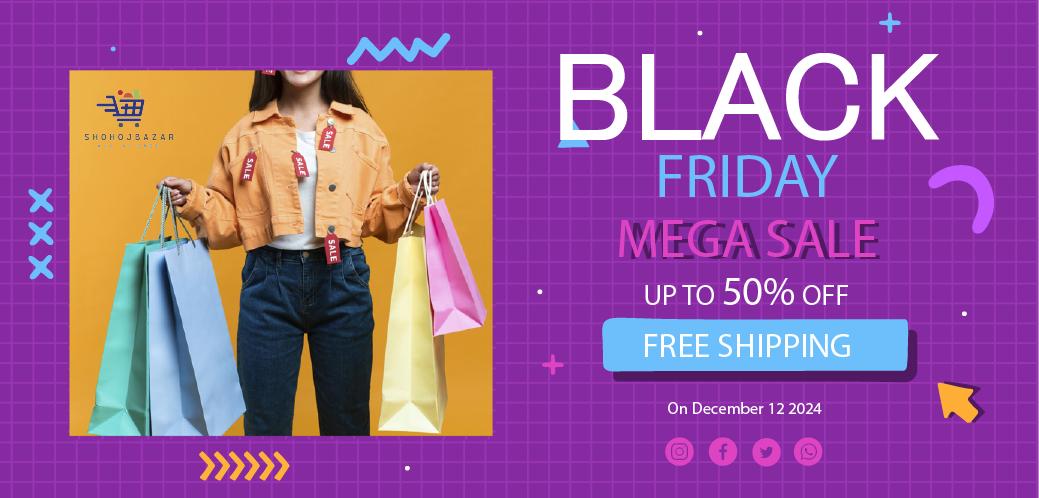 SHOHOJBAZAR
SALE
SALE
SALE
SALE
BLACK
FRIDAY
MEGA SALE
UP TO 50% OFF
FREE SHIPPING
On December 12 2024